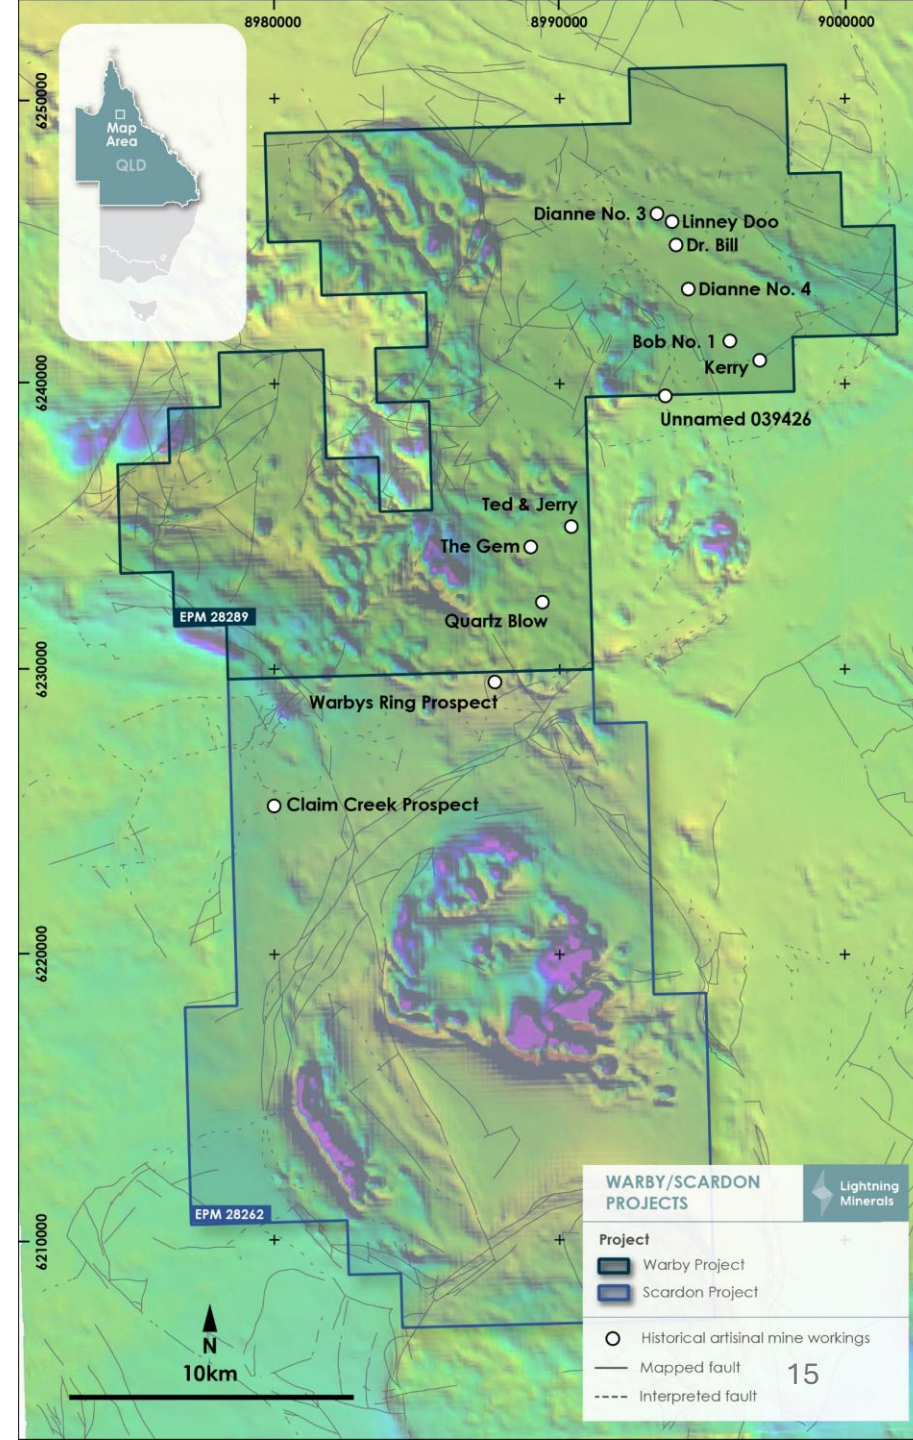 8980000
8990000
9000000
6250000
6240000
6230000
6220000
6210000
Map
Area
QLD
Dianne No. 3
Linney Doo
Dr. Bill
Dianne No. 4
Bob No. 1
Kerry
Unnamed 039426
Ted & Jerry
The Gem
Quartz Blow
EPM 28289
Warbys Ring Prospect
Claim Creek Prospect
EPM 28262
N
10km
WARBY/SCARDON
PROJECTS
Lightning
Minerals
Project
Warby Project
Scardon Project
Historical artisinal mine workings
Mapped fault
15
Interpreted fault